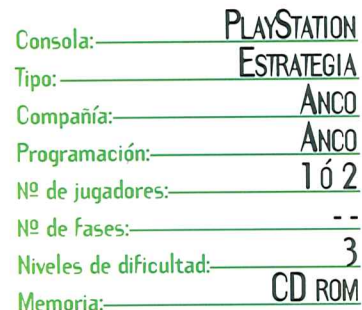 Consola: PLAYSTATION
Tipo: ESTRATEGIA
Compañía: ANCO
Programación: ANCO
Nº de jugadores: 1 ó 2
Nº de fases: - -
Niveles de dificultad: 3
Memoria: CD ROM